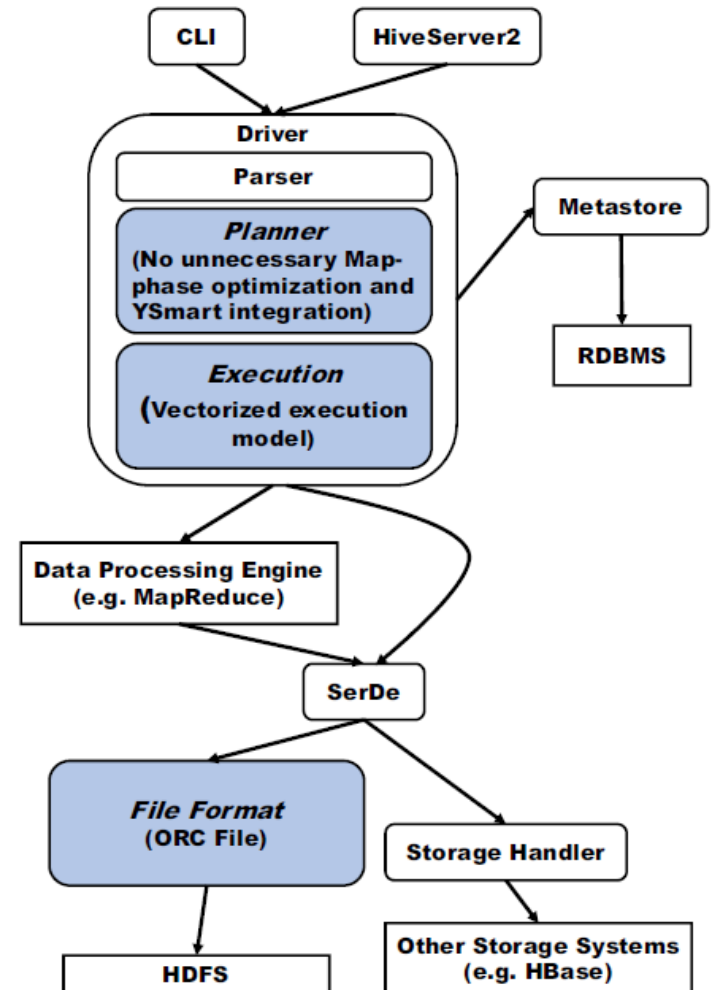 CLI
HiveServer2
Driver
Parser
Planner
(No unnecessary Map-
phase optimization and
YSmart integration)
Execution
(Vectorized execution
model)
Metastore
RDBMS
Data Processing Engine
(e.g. MapReduce)
SerDe
File Format
(ORC File)
Storage Handler
HDFS
Other Storage Systems
(e.g. HBase)